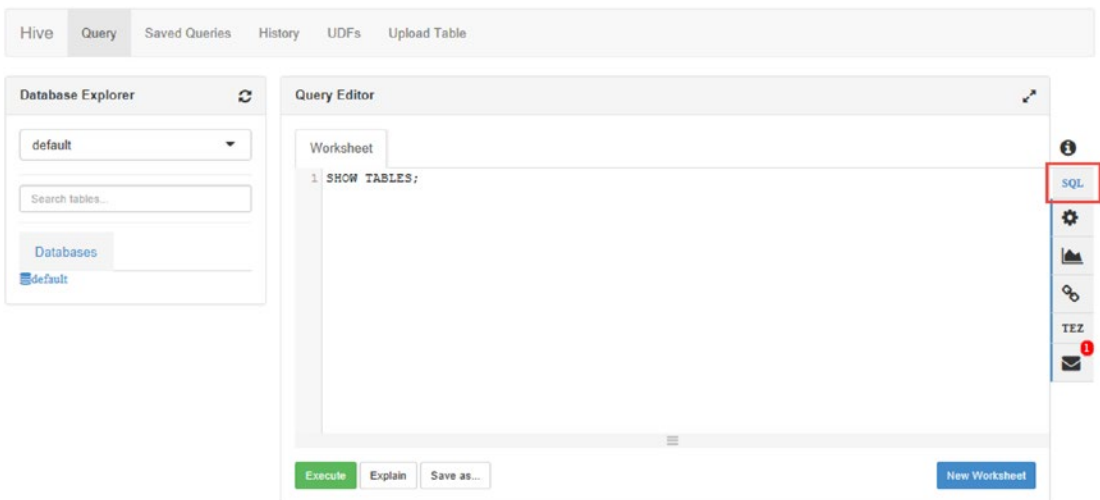 Hive Query Saved Queries History UDFs Upload Table
Database Explorer
default
Search tables...
Databases
default
Query Editor
Worksheet
1 SHOW TABLES;
Execute Explain Save as... New Worksheet
SQL
TEZ
1